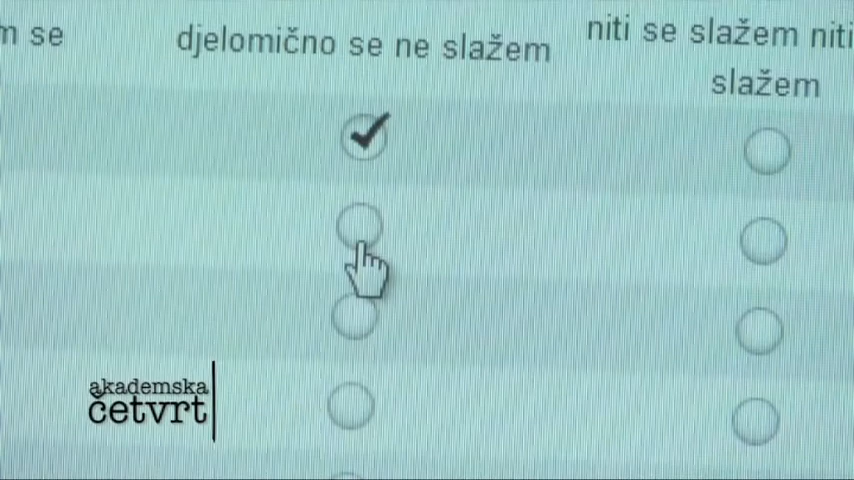 m se
djelomično se ne slažem
niti se slažem niti
slažem
akademska
četvrt